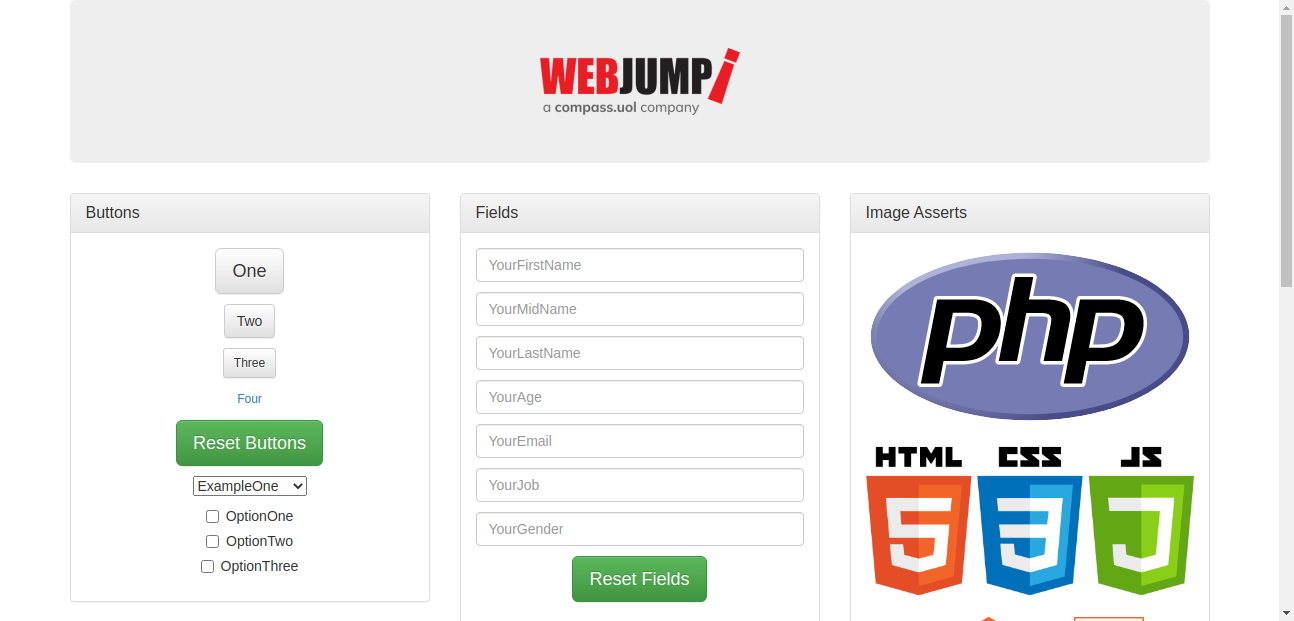 WEBJUMP!
a compass.uol company
Buttons
One
Two
Three
Four
Reset Buttons
ExampleOne
OptionOne
OptionTwo
OptionThree
Fields
YourFirstName
YourMidName
YourLastName
YourAge
YourEmail
YourJob
YourGender
Reset Fields
Image Asserts
php
HTML CSS JS
5 3 J